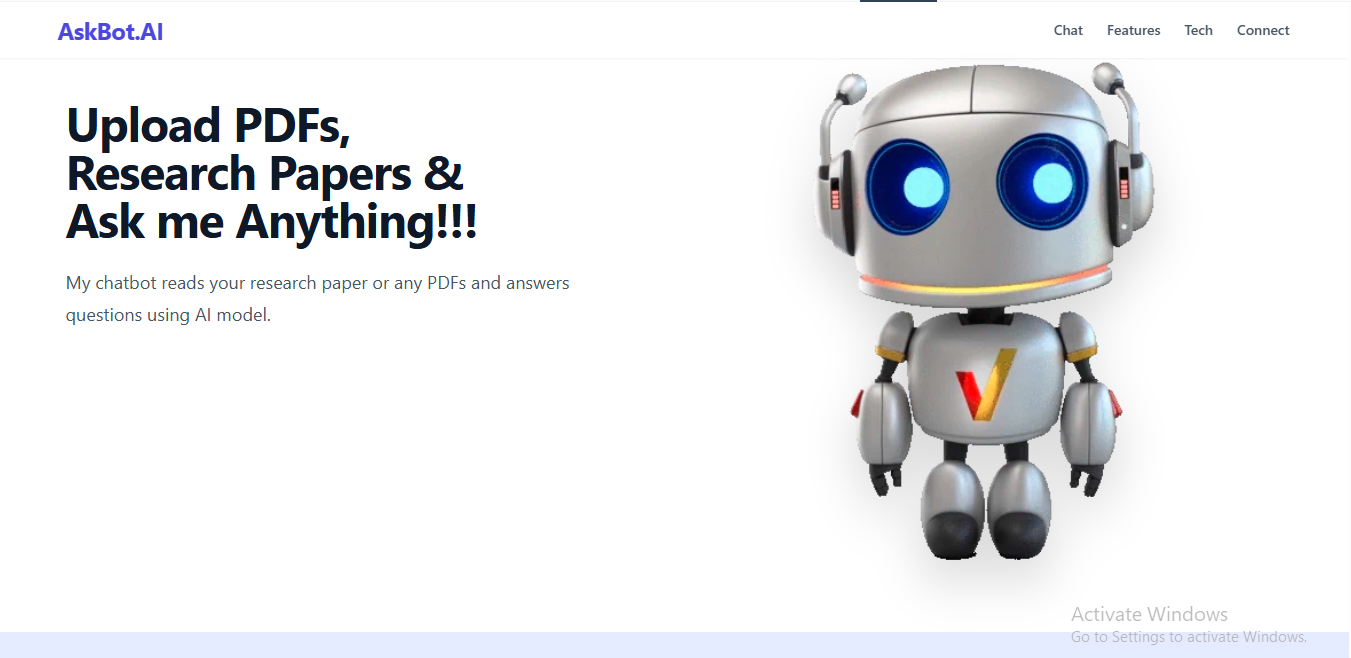 AskBot.AI
Chat Features Tech Connect
Upload PDFs,
Research Papers &
Ask me Anything!!!
My chatbot reads your research paper or any PDFs and answers
questions using AI model.
V
Activate Windows
Go to Settings to activate Windows.